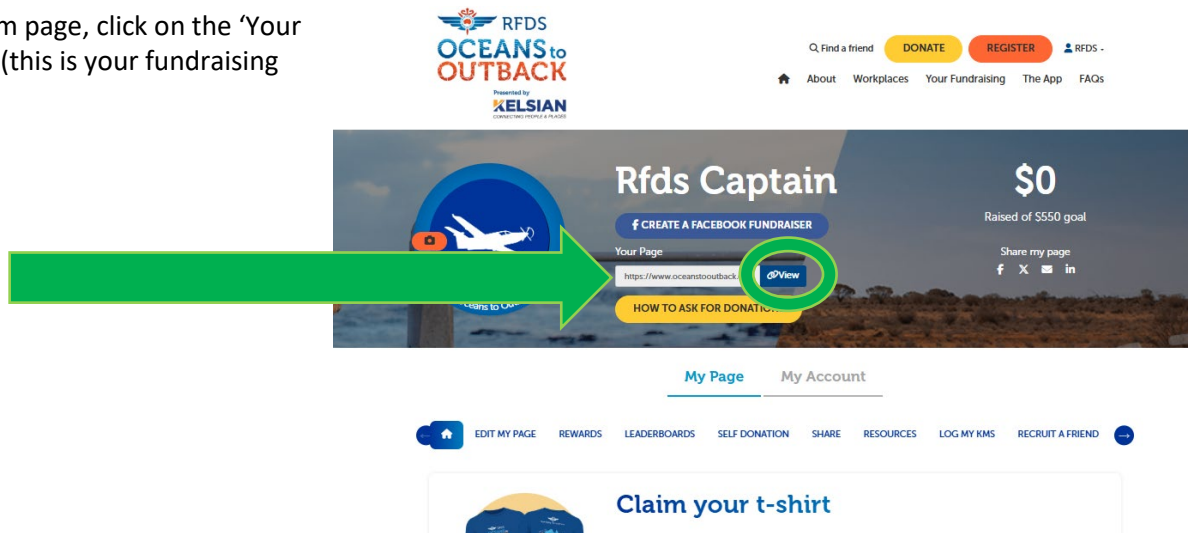 m page, click on the ‘Your
(this is your fundraising
RFDS
OCEANS to
OUTBACK
Presented by
KELSIAN
CONNECTING PEOPLE & PLACES
Find a friend DONATE REGISTER RFDS
About Workplaces Your Fundraising The App FAQs
Rfds Captain
CREATE A FACEBOOK FUNDRAISER
Your Page
https://www.oceanstooutback.
View
HOW TO ASK FOR
$0
Raised of $550 goal
Share my page
My Page My Account
EDIT MY PAGE REWARDS LEADERBOARDS SELF DONATION SHARE RESOURCES LOG MY KMS RECRUIT A FRIEND
Claim your t-shirt